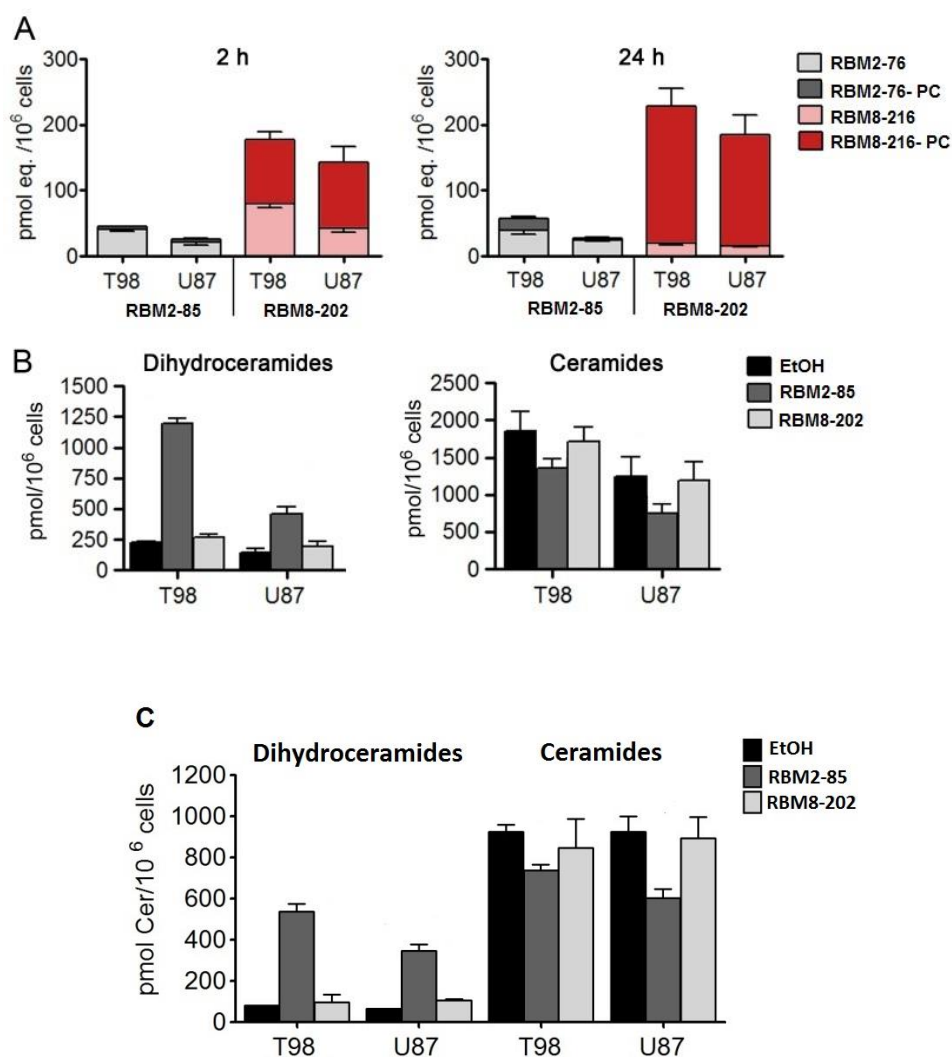 A
2 h
24 h
pmol eq. /10⁶ cells
300
200
100
0
T98 U87 T98 U87
RBM2-85 RBM8-202
pmol eq. /10⁶ cells
300
200
100
0
T98 U87 T98 U87
RBM2-85 RBM8-202
RBM2-76
RBM2-76- PC
RBM8-216
RBM8-216- PC
B
Dihydroceramides
pmol/10⁶ cells
1500
1250
1000
750
500
250
0
T98 U87
Ceramides
pmol/10⁶ cells
2500
2000
1500
1000
500
0
T98 U87
EtOH
RBM2-85
RBM8-202
C
Dihydroceramides Ceramides
pmol Cer/10 ⁶ cells
1200
1000
800
600
400
200
0
T98 U87 T98 U87
EtOH
RBM2-85
RBM8-202